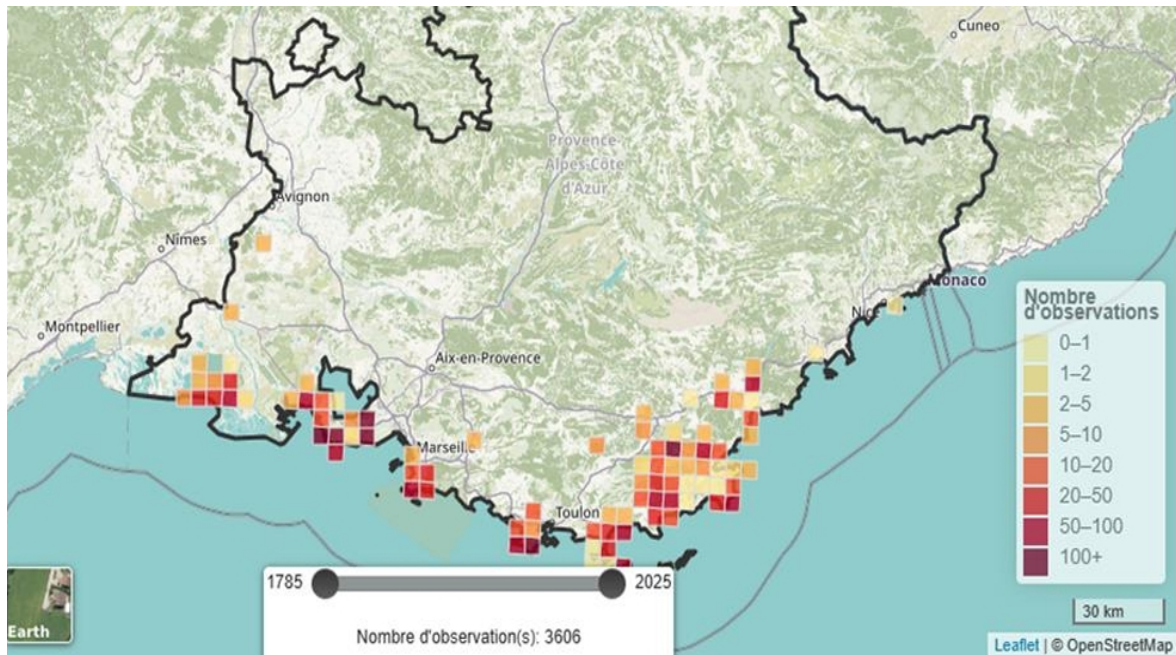 Cuneo
Provence-
Alpes-Côte
d'Azur
Avignon
Nîmes
Monaco
Nice
Montpellier
Aix-en-Provence
Marseille
Toulon
Nombre
d'observations
0–1
1–2
2–5
5–10
10–20
20–50
50–100
100+
1785
2025
Nombre d'observation(s): 3606
Earth
30 km
Leaflet | © OpenStreetMap